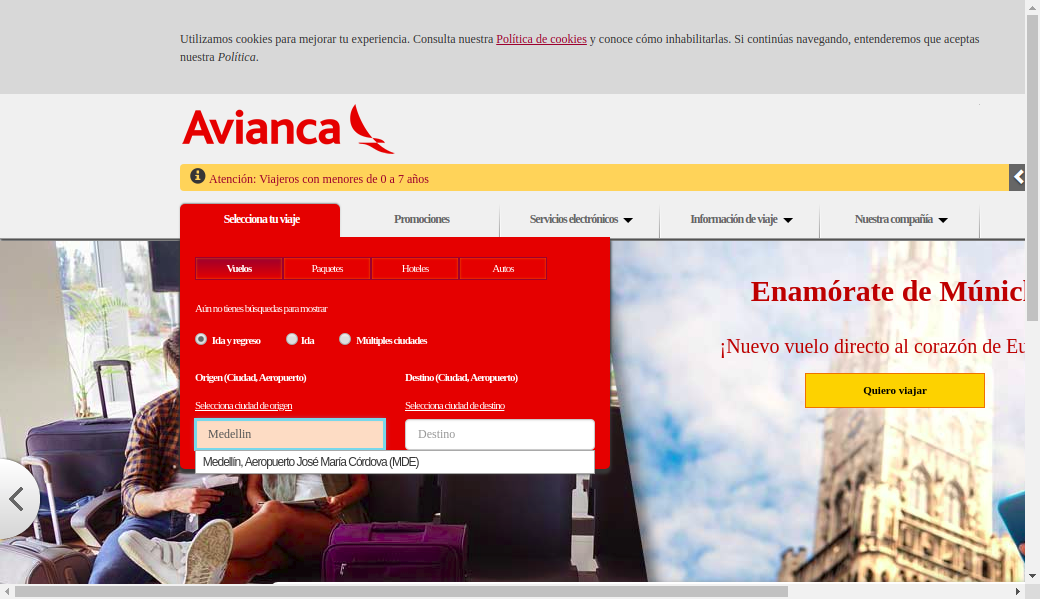 Utilizamos cookies para mejorar tu experiencia. Consulta nuestra Política de cookies y conoce cómo inhabilitarlas. Si continúas navegando, entenderemos que aceptas
nuestra Política.
Avianca
Atención: Viajeros con menores de 0 a 7 años
Selecciona tu viaje
Promociones
Servicios electrónicos
Información de viaje
Nuestra compañía
Vuelos
Paquetes
Hoteles
Autos
Aún no tienes búsquedas para mostrar
Ida y regreso
Ida
Múltiples ciudades
Origen (Ciudad, Aeropuerto)
Destino (Ciudad, Aeropuerto)
Selecciona ciudad de origen
Selecciona ciudad de destino
Medellin
Destino
Medellín, Aeropuerto José María Córdova (MDE)
Enamórate de Múnich
¡Nuevo vuelo directo al corazón de Eu
Quiero viajar